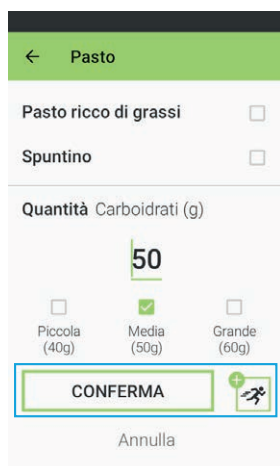 Pasto
Pasto ricco di grassi
Spuntino
Quantità Carboidrati (g)
50
Piccola Media Grande
(40g) (50g) (60g)
CONFERMA
Annulla